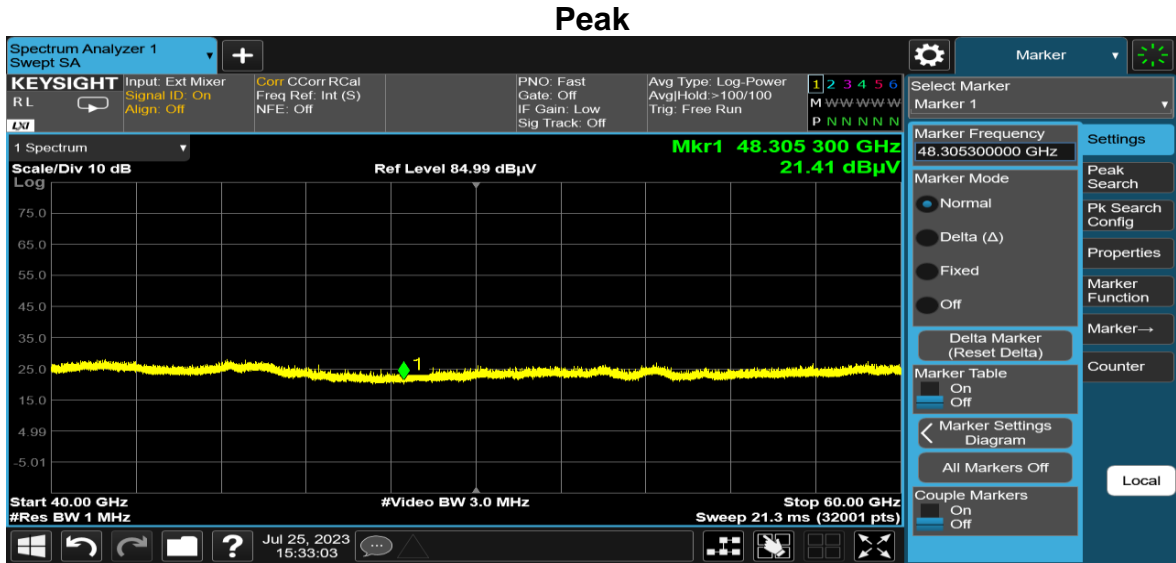 Peak
Spectrum Analyzer 1
Swept SA
+
Marker
KEYSIGHT
R L
LXI
Input: Ext Mixer
Signal ID: On
Align: Off
Corr CCorr RCal
Freq Ref: Int (S)
NFE: Off
PNO: Fast
Gate: Off
IF Gain: Low
Sig Track: Off
Avg Type: Log-Power
Avg|Hold:>100/100
Trig: Free Run
1 2 3 4 5 6
M W W W W W
P N N N N N
Select Marker
Marker 1
1 Spectrum
Mkr1 48.305 300 GHz
Scale/Div 10 dB
Ref Level 84.99 dBµV
21.41 dBµV
Log
75.0
65.0
55.0
45.0
35.0
25.0
15.0
4.99
-5.01
1
Start 40.00 GHz
#Video BW 3.0 MHz
Stop 60.00 GHz
#Res BW 1 MHz
Sweep 21.3 ms (32001 pts)
Marker Frequency
48.305300000 GHz
Marker Mode
Normal
Delta (Δ)
Fixed
Off
Delta Marker
(Reset Delta)
Marker Table
On
Off
Marker Settings
Diagram
All Markers Off
Couple Markers
On
Off
Settings
Peak
Search
Pk Search
Config
Properties
Marker
Function
Marker→
Counter
Local
?
Jul 25, 2023
15:33:03